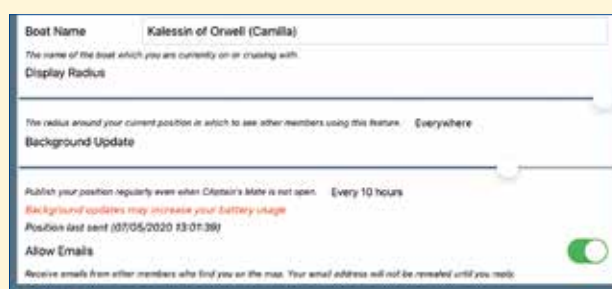 Boat Name Kalessin of Orwell (Camilla)
The name of the boat which you are currently on or cruising with.
Display Radius
The radius around your current position in which to see other members using this feature. Everywhere
Background Update
Publish your position regularly even when CAptain's Mate is not open. Every 10 hours
Background updates may increase your battery usage
Position last sent (07/05/2020 13:01:39)
Allow Emails
Receive emails from other members who find you on the map. Your email address will not be revealed until you reply.